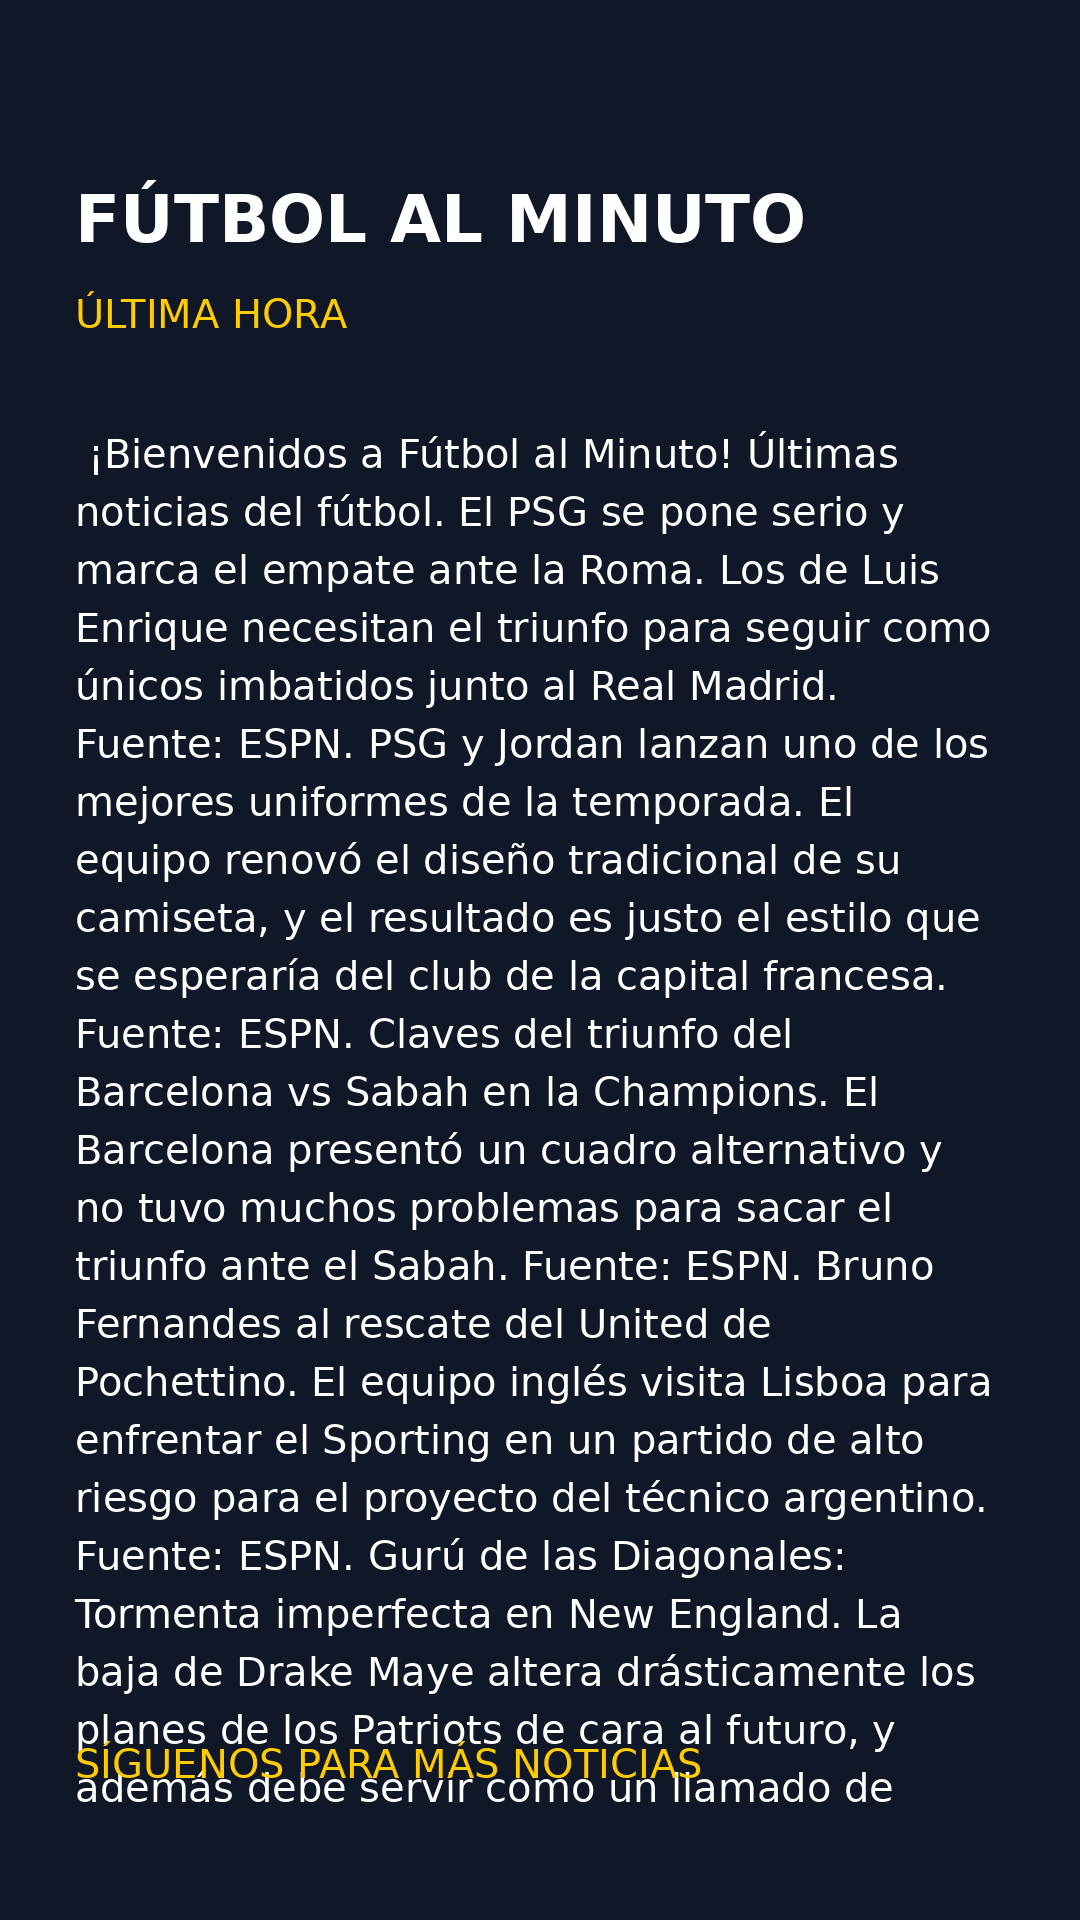 FÚTBOL AL MINUTO
ÚLTIMA HORA
¡Bienvenidos a Fútbol al Minuto! Últimas
noticias del fútbol. El PSG se pone serio y
marca el empate ante la Roma. Los de Luis
Enrique necesitan el triunfo para seguir como
únicos imbatidos junto al Real Madrid.
Fuente: ESPN. PSG y Jordan lanzan uno de los
mejores uniformes de la temporada. El
equipo renovó el diseño tradicional de su
camiseta, y el resultado es justo el estilo que
se esperaría del club de la capital francesa.
Fuente: ESPN. Claves del triunfo del
Barcelona vs Sabah en la Champions. El
Barcelona presentó un cuadro alternativo y
no tuvo muchos problemas para sacar el
triunfo ante el Sabah. Fuente: ESPN. Bruno
Fernandes al rescate del United de
Pochettino. El equipo inglés visita Lisboa para
enfrentar el Sporting en un partido de alto
riesgo para el proyecto del técnico argentino.
Fuente: ESPN. Gurú de las Diagonales:
Tormenta imperfecta en New England. La
baja de Drake Maye altera drásticamente los
planes de los Patriots de cara al futuro, y
SÍGUENOS PARA MÁS NOTICIAS
además debe servir como un llamado de